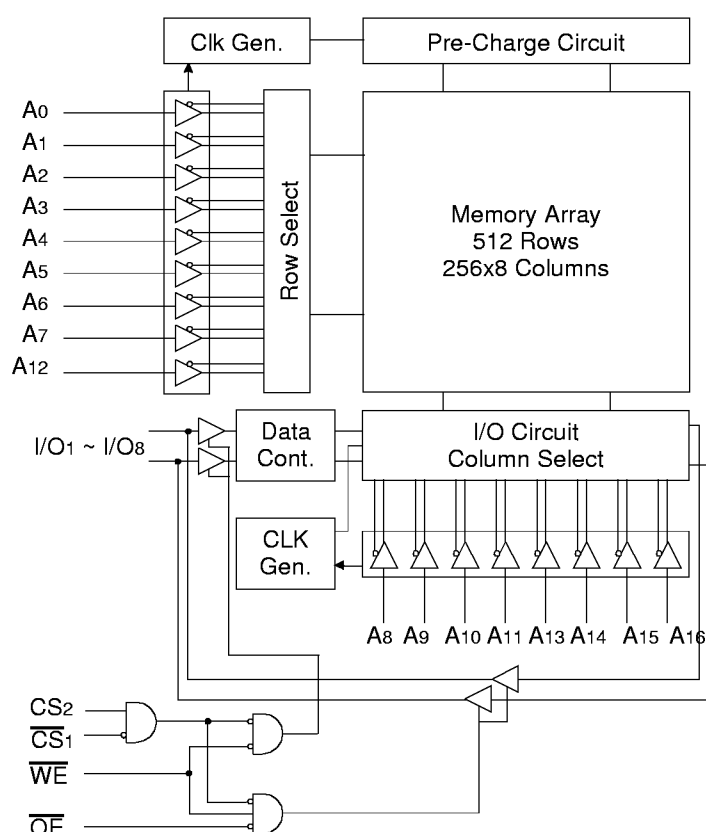 Clk Gen.
Pre-Charge Circuit
A0
A1
A2
A3
A4
A5
A6
A7
A12
Row Select
Memory Array
512 Rows
256x8 Columns
I/O1 ~ I/O8
Data
Cont.
I/O Circuit
Column Select
CLK
Gen.
A8 A9 A10 A11 A13 A14 A15 A16
CS2
CS1
WE
OE